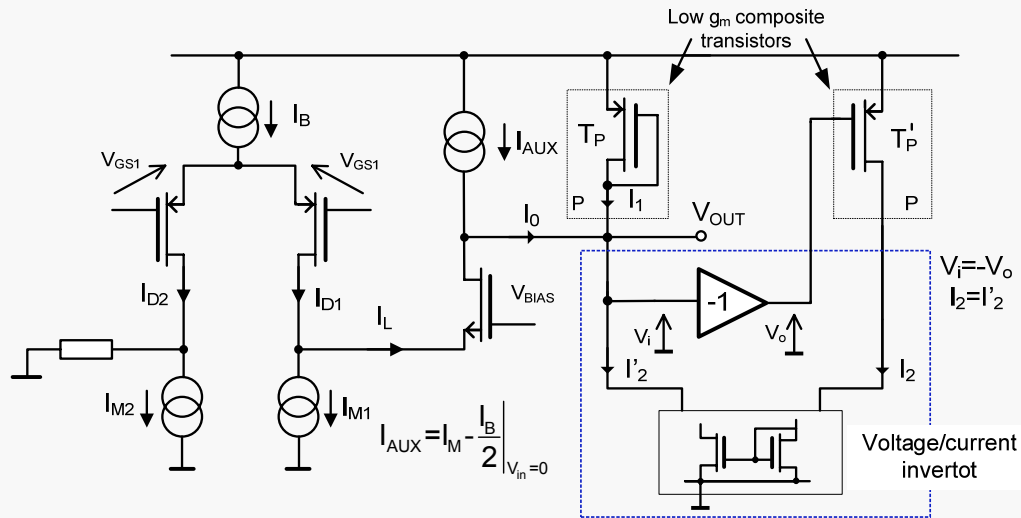 Low gm composite
transistors
IB
IAUX
TP
T'P
VGS1
VGS1
P
I1
P
I0
VOUT
ID2
ID1
IL
VBIAS
-1
Vi=-Vo
I2=I'2
Vi
Vo
I'2
I2
IM2
IM1
IAUX=IM-IB/2|Vin=0
Voltage/current
invertot